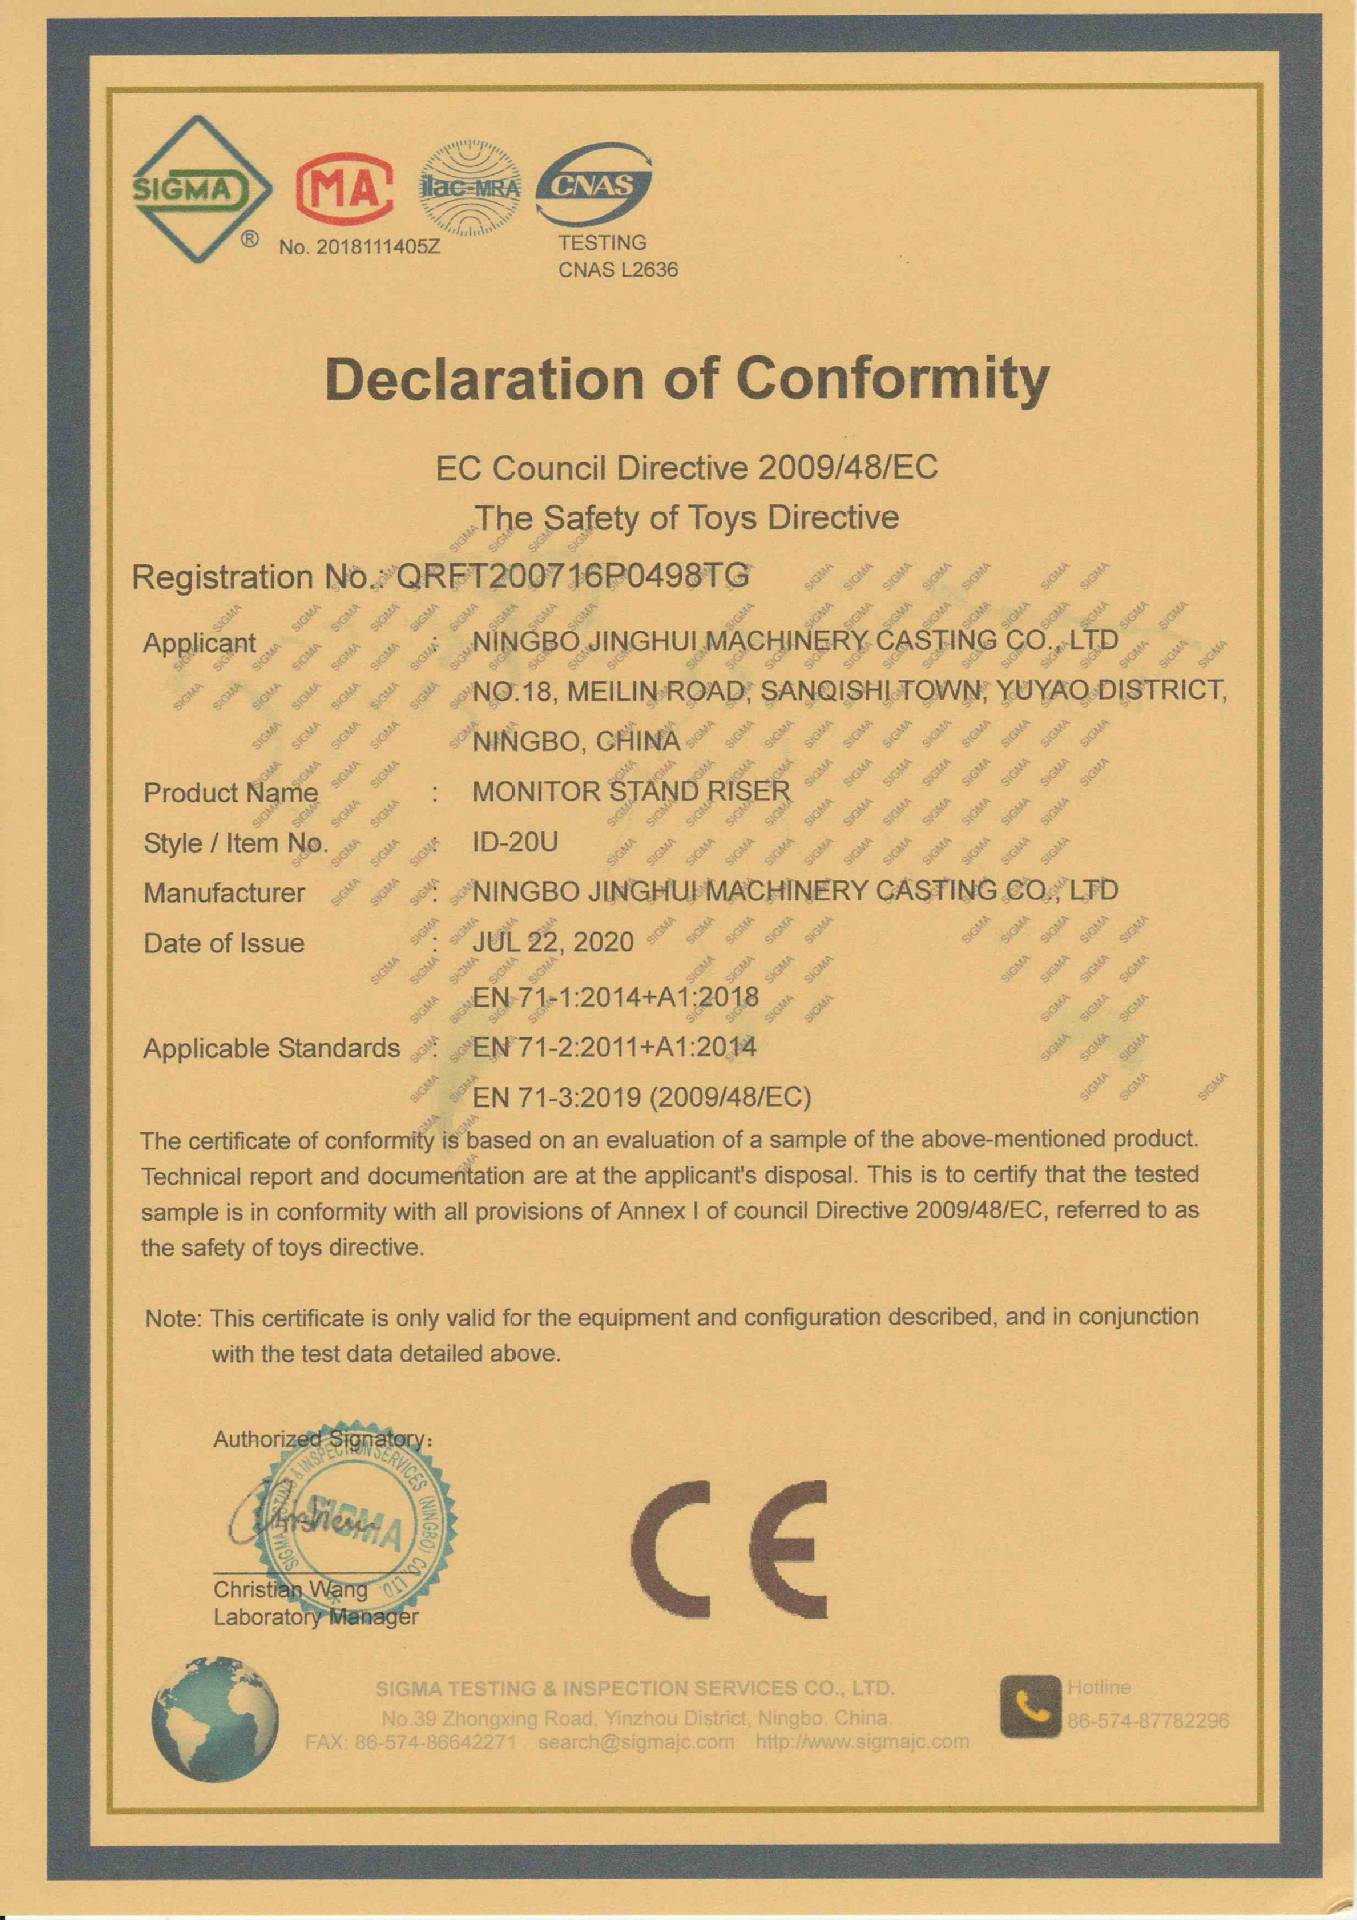 SIGMA
®
MA
No. 2018111405Z
ilac-MRA
CNAS
TESTING
CNAS L2636
Declaration of Conformity
EC Council Directive 2009/48/EC
The Safety of Toys Directive
Registration No.: QRFT200716P0498TG
Applicant : NINGBO JINGHUI MACHINERY CASTING CO., LTD
NO.18, MEILIN ROAD, SANQISHI TOWN, YUYAO DISTRICT,
NINGBO, CHINA
Product Name : MONITOR STAND RISER
Style / Item No. : ID-20U
Manufacturer : NINGBO JINGHUI MACHINERY CASTING CO., LTD
Date of Issue : JUL 22, 2020
EN 71-1:2014+A1:2018
Applicable Standards : EN 71-2:2011+A1:2014
EN 71-3:2019 (2009/48/EC)
The certificate of conformity is based on an evaluation of a sample of the above-mentioned product.
Technical report and documentation are at the applicant's disposal. This is to certify that the tested
sample is in conformity with all provisions of Annex I of council Directive 2009/48/EC, referred to as
the safety of toys directive.
Note: This certificate is only valid for the equipment and configuration described, and in conjunction
with the test data detailed above.
Authorized Signatory:
SIGMA TESTING & INSPECTION SERVICES (NINGBO) CO., LTD.
SIGMA
Christian Wang
Laboratory Manager
CE
SIGMA TESTING & INSPECTION SERVICES CO., LTD.
No.39 Zhongxing Road, Yinzhou District, Ningbo, China.
FAX: 86-574-86642271 search@sigmajc.com http://www.sigmajc.com
Hotline
86-574-87782296